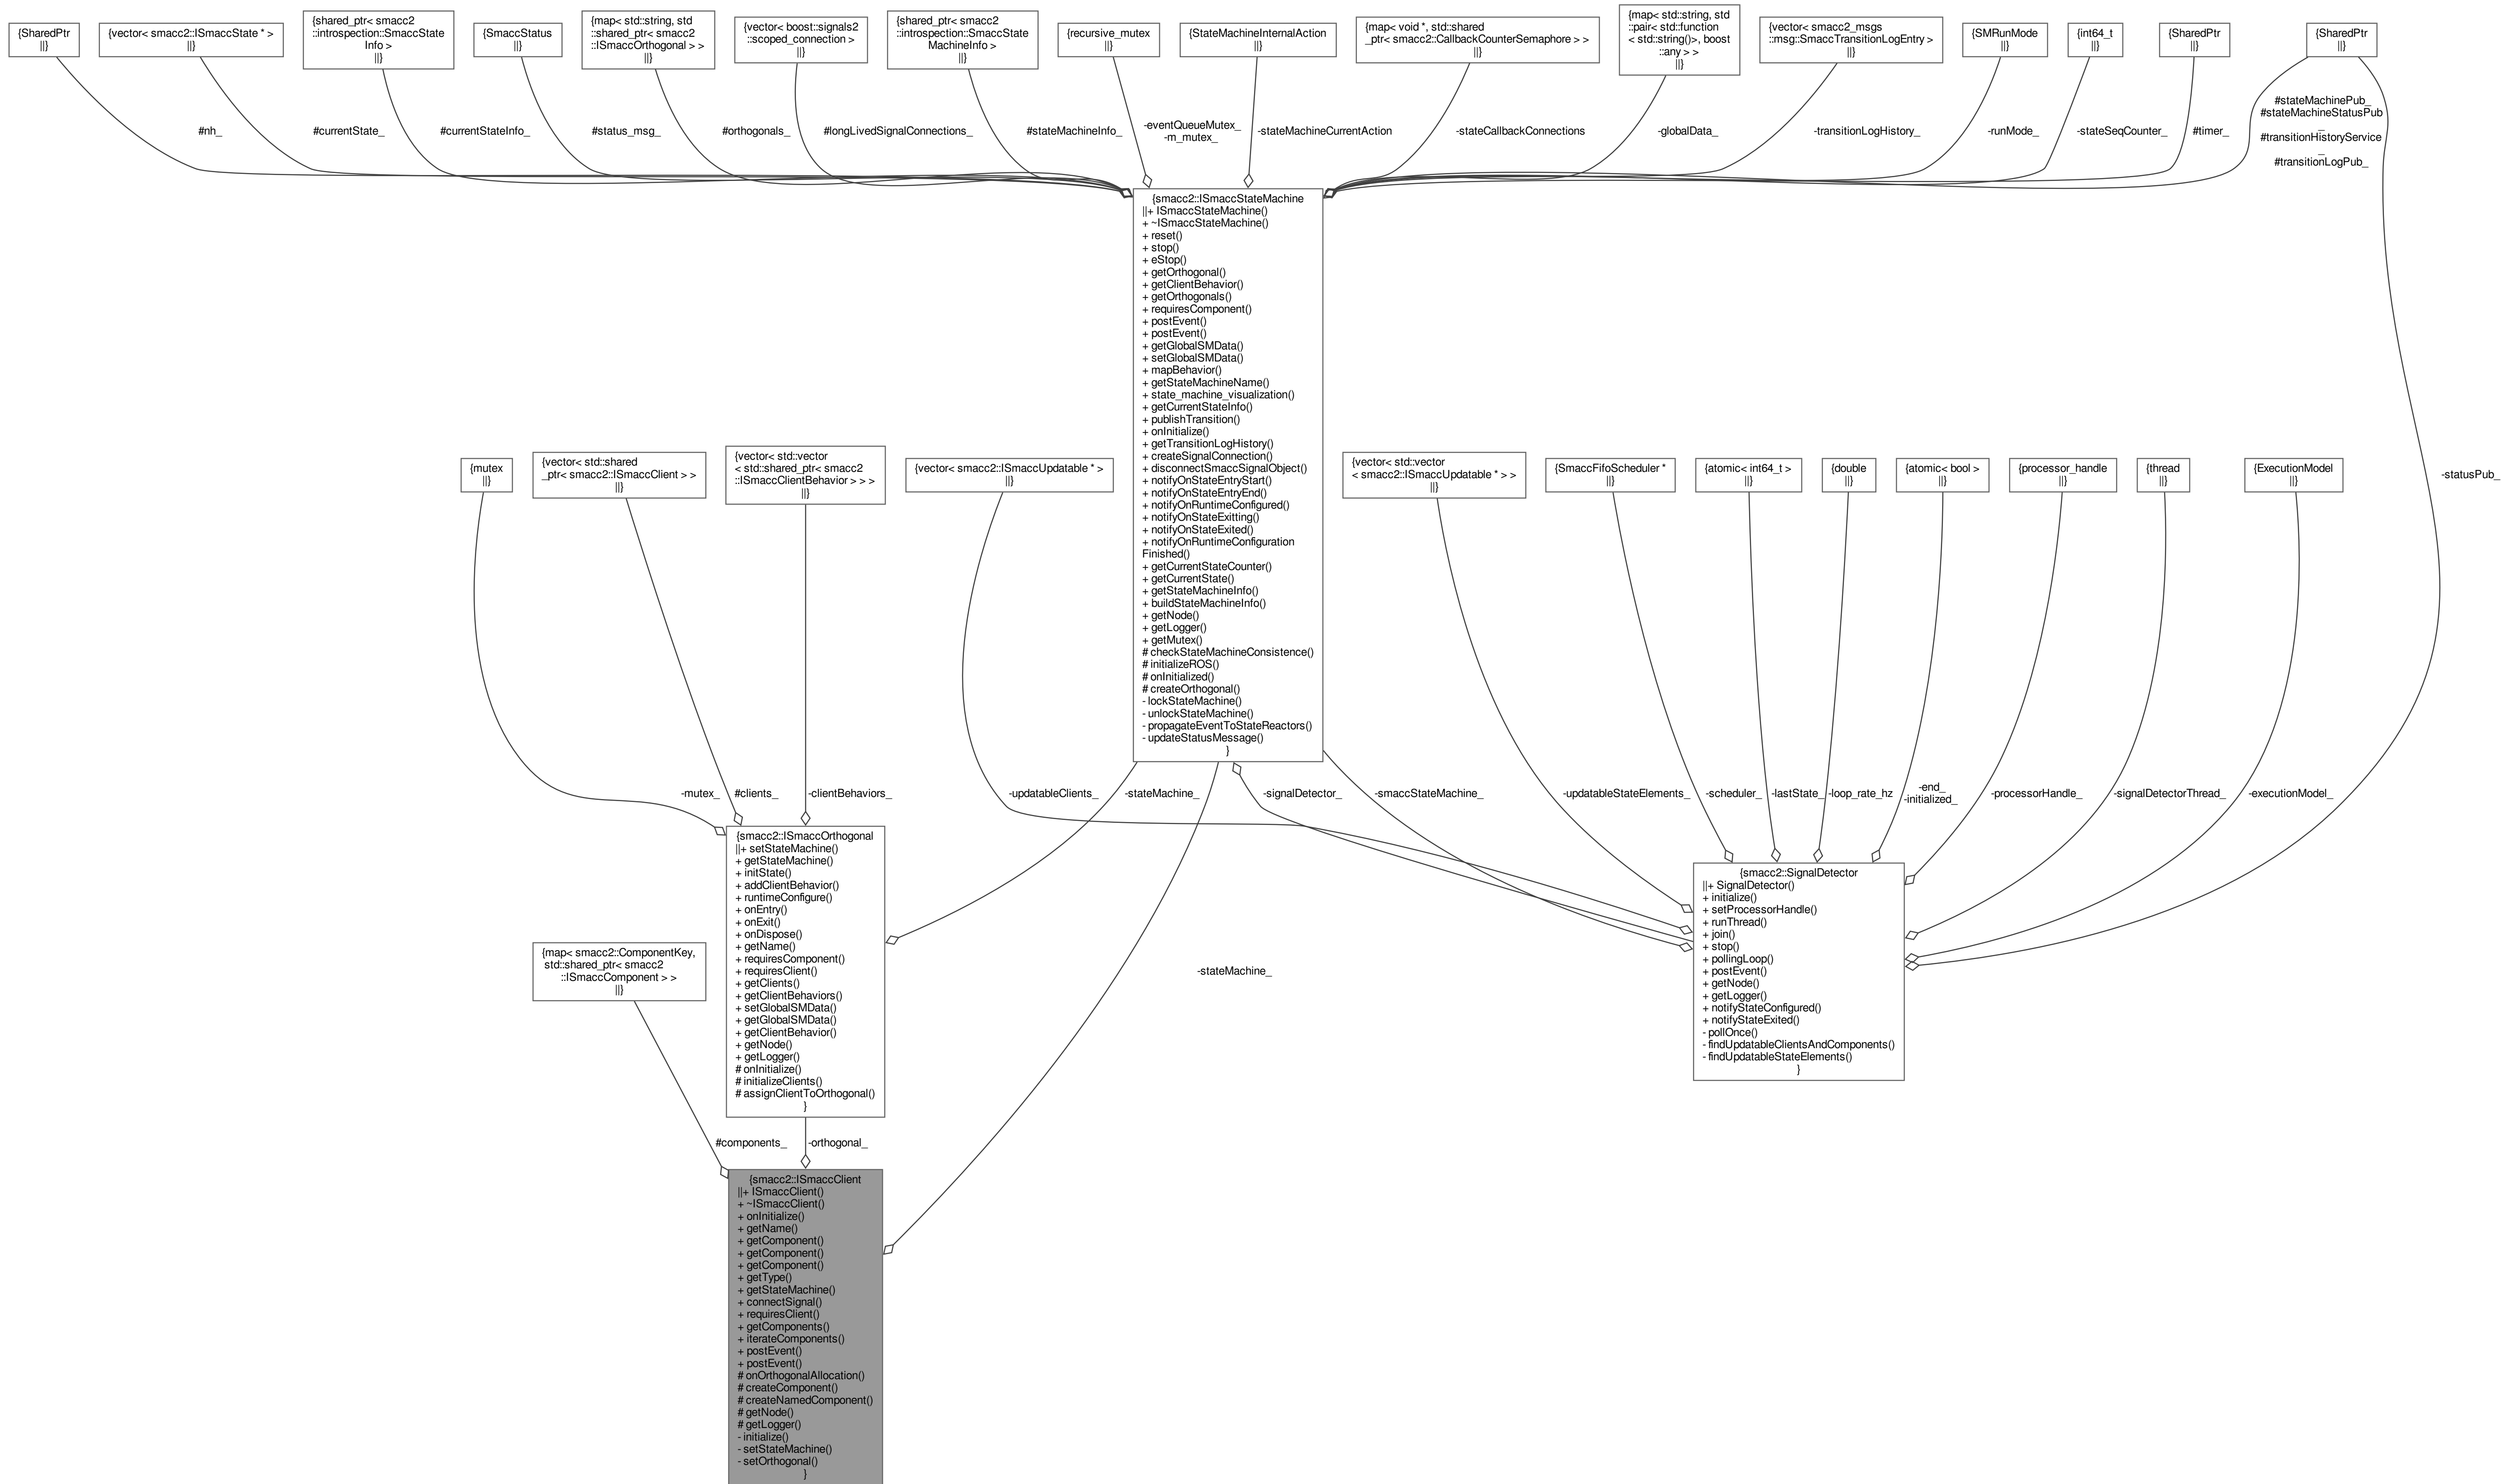 {SharedPtr
||}
{vector< smacc2::ISmaccState * >
||}
{shared_ptr< smacc2
::introspection::SmaccState
Info >
||}
{SmaccStatus
||}
{map< std::string, std
::shared_ptr< smacc2
::ISmaccOrthogonal > >
||}
{vector< boost::signals2
::scoped_connection >
||}
{shared_ptr< smacc2
::introspection::SmaccState
MachineInfo >
||}
{recursive_mutex
||}
{StateMachineInternalAction
||}
{map< void *, std::shared
_ptr< smacc2::CallbackCounterSemaphore > >
||}
{map< std::string, std
::pair< std::function
< std::string()>, boost
::any > >
||}
{vector< smacc2_msgs
::msg::SmaccTransitionLogEntry >
||}
{SMRunMode
||}
{int64_t
||}
{SharedPtr
||}
{SharedPtr
||}
#nh_
#currentState_
#currentStateInfo_
#status_msg_
#orthogonals_
#longLivedSignalConnections_
#stateMachineInfo_
-eventQueueMutex_
-m_mutex_
-stateMachineCurrentAction
-stateCallbackConnections
-globalData_
-transitionLogHistory_
-runMode_
-stateSeqCounter_
#timer_
#stateMachinePub_
#stateMachineStatusPub
_
#transitionHistoryService
_
#transitionLogPub_
{smacc2::ISmaccStateMachine
||+ ISmaccStateMachine()
+ ~ISmaccStateMachine()
+ reset()
+ stop()
+ eStop()
+ getOrthogonal()
+ getClientBehavior()
+ getOrthogonals()
+ requiresComponent()
+ postEvent()
+ postEvent()
+ getGlobalSMData()
+ setGlobalSMData()
+ mapBehavior()
+ getStateMachineName()
+ state_machine_visualization()
+ getCurrentStateInfo()
+ publishTransition()
+ onInitialize()
+ getTransitionLogHistory()
+ createSignalConnection()
+ disconnectSmaccSignalObject()
+ notifyOnStateEntryStart()
+ notifyOnStateEntryEnd()
+ notifyOnRuntimeConfigured()
+ notifyOnStateExitting()
+ notifyOnStateExited()
+ notifyOnRuntimeConfiguration
Finished()
+ getCurrentStateCounter()
+ getCurrentState()
+ getStateMachineInfo()
+ buildStateMachineInfo()
+ getNode()
+ getLogger()
+ getMutex()
# checkStateMachineConsistence()
# initializeROS()
# onInitialized()
# createOrthogonal()
- lockStateMachine()
- unlockStateMachine()
- propagateEventToStateReactors()
- updateStatusMessage()
}
{mutex
||}
{vector< std::shared
_ptr< smacc2::ISmaccClient > >
||}
{vector< std::vector
< std::shared_ptr< smacc2
::ISmaccClientBehavior > > >
||}
{vector< smacc2::ISmaccUpdatable * >
||}
{vector< std::vector
< smacc2::ISmaccUpdatable * > >
||}
{SmaccFifoScheduler *
||}
{atomic< int64_t >
||}
{double
||}
{atomic< bool >
||}
{processor_handle
||}
{thread
||}
{ExecutionModel
||}
-statusPub_
-mutex_
#clients_
-clientBehaviors_
-updatableClients_
-stateMachine_
-signalDetector_
-smaccStateMachine_
-updatableStateElements_
-scheduler_
-lastState_
-loop_rate_hz
-end_
-initialized_
-processorHandle_
-signalDetectorThread_
-executionModel_
{smacc2::ISmaccOrthogonal
||+ setStateMachine()
+ getStateMachine()
+ initState()
+ addClientBehavior()
+ runtimeConfigure()
+ onEntry()
+ onExit()
+ onDispose()
+ getName()
+ requiresComponent()
+ requiresClient()
+ getClients()
+ getClientBehaviors()
+ setGlobalSMData()
+ getGlobalSMData()
+ getClientBehavior()
+ getNode()
+ getLogger()
# onInitialize()
# initializeClients()
# assignClientToOrthogonal()
}
{smacc2::SignalDetector
||+ SignalDetector()
+ initialize()
+ setProcessorHandle()
+ runThread()
+ join()
+ stop()
+ pollingLoop()
+ postEvent()
+ getNode()
+ getLogger()
+ notifyStateConfigured()
+ notifyStateExited()
- pollOnce()
- findUpdatableClientsAndComponents()
- findUpdatableStateElements()
}
{map< smacc2::ComponentKey,
std::shared_ptr< smacc2
::ISmaccComponent > >
||}
-stateMachine_
#components_
-orthogonal_
{smacc2::ISmaccClient
||+ ISmaccClient()
+ ~ISmaccClient()
+ onInitialize()
+ getName()
+ getComponent()
+ getComponent()
+ getComponent()
+ getType()
+ getStateMachine()
+ connectSignal()
+ requiresClient()
+ getComponents()
+ iterateComponents()
+ postEvent()
+ postEvent()
# onOrthogonalAllocation()
# createComponent()
# createNamedComponent()
# getNode()
# getLogger()
- initialize()
- setStateMachine()
- setOrthogonal()
}